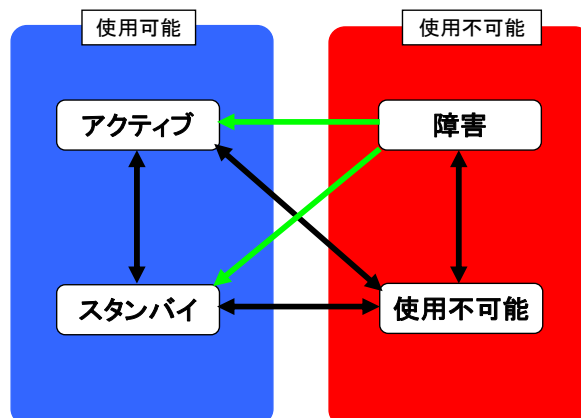 使用可能
使用不可能
アクティブ
障害
スタンバイ
使用不可能